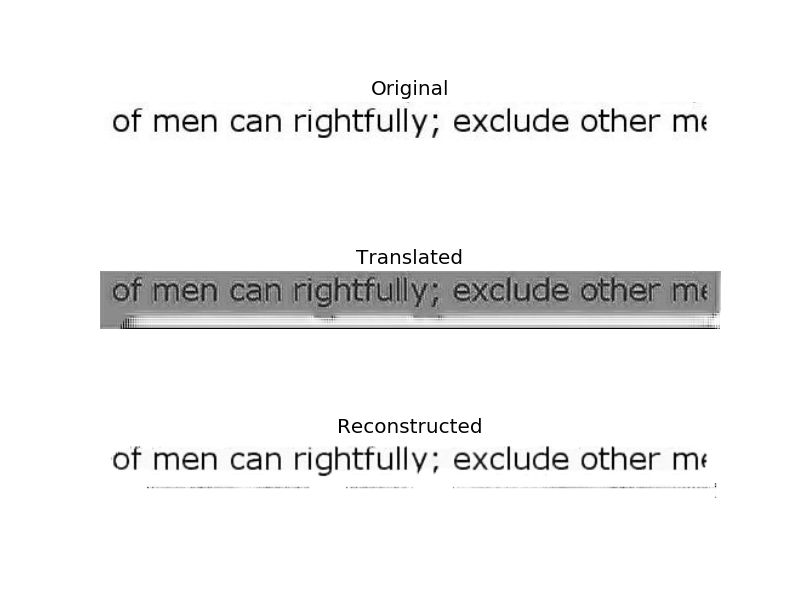 Original
of men can rightfully; exclude other me
Translated
of men can rightfully; exclude other me
Reconstructed
of men can rightfully; exclude other me